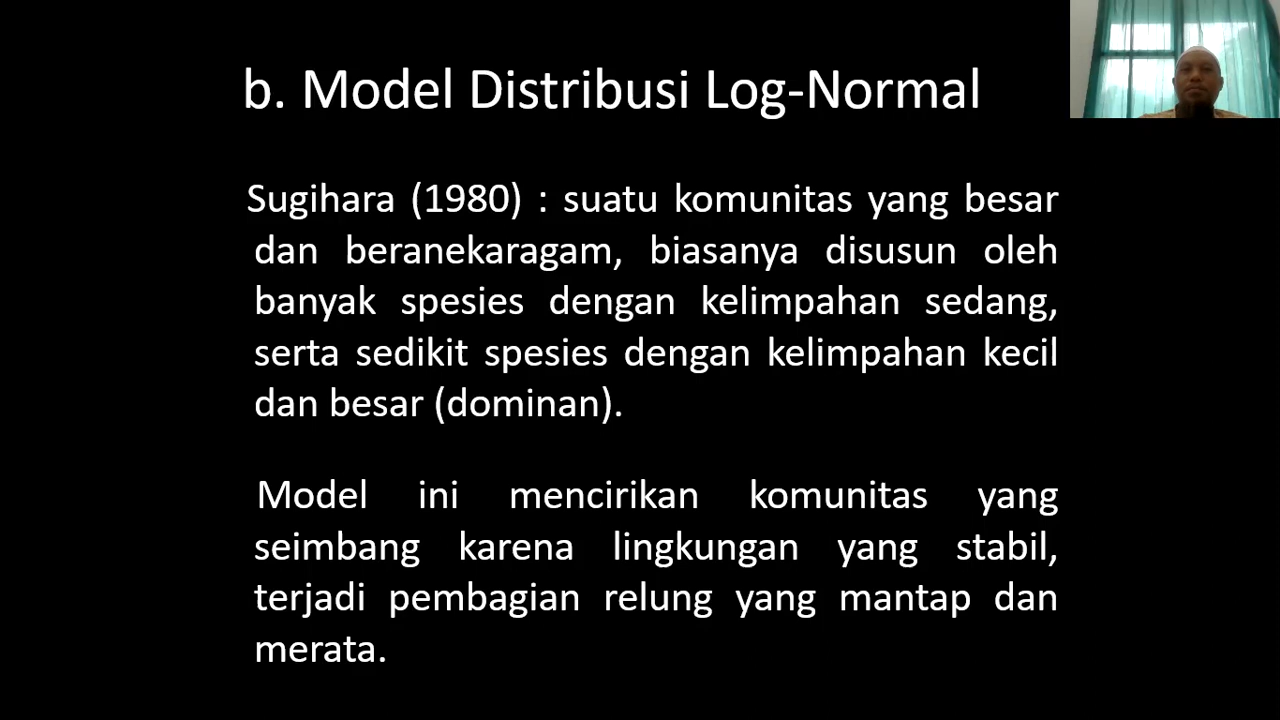 b. Model Distribusi Log-Normal
Sugihara (1980) : suatu komunitas yang besar
dan beranekaragam, biasanya disusun oleh
banyak spesies dengan kelimpahan sedang,
serta sedikit spesies dengan kelimpahan kecil
dan besar (dominan).
Model ini mencirikan komunitas yang
seimbang karena lingkungan yang stabil,
terjadi pembagian relung yang mantap dan
merata.